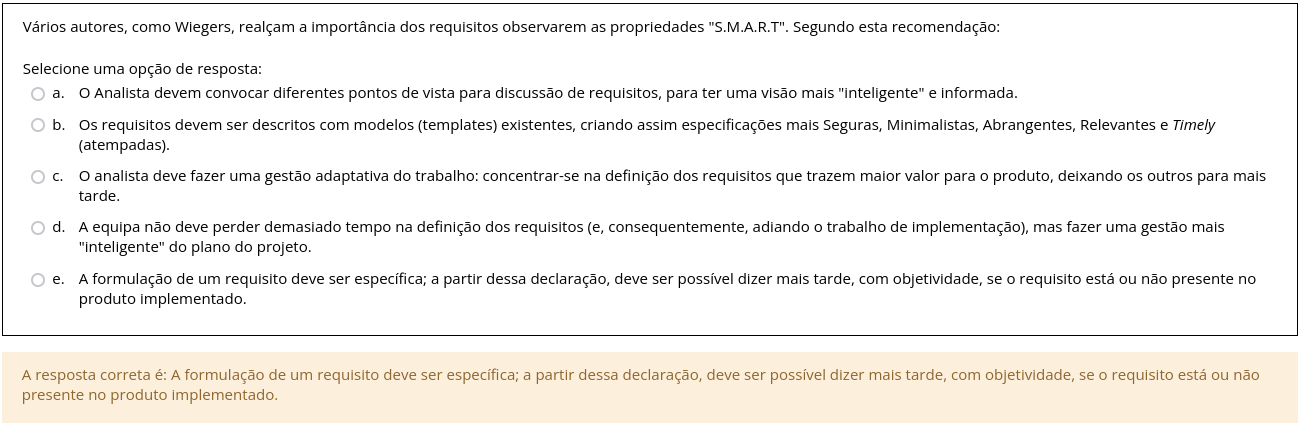 Vários autores, como Wiegers, realçam a importância dos requisitos observarem as propriedades "S.M.A.R.T". Segundo esta recomendação:
Selecione uma opção de resposta:
a. O Analista devem convocar diferentes pontos de vista para discussão de requisitos, para ter uma visão mais "inteligente" e informada.
b. Os requisitos devem ser descritos com modelos (templates) existentes, criando assim especificações mais Seguras, Minimalistas, Abrangentes, Relevantes e Timely
(atempadas).
c. O analista deve fazer uma gestão adaptativa do trabalho: concentrar-se na definição dos requisitos que trazem maior valor para o produto, deixando os outros para mais
tarde.
d. A equipa não deve perder demasiado tempo na definição dos requisitos (e, consequentemente, adiando o trabalho de implementação), mas fazer uma gestão mais
"inteligente" do plano do projeto.
e. A formulação de um requisito deve ser específica; a partir dessa declaração, deve ser possível dizer mais tarde, com objetividade, se o requisito está ou não presente no
produto implementado.
A resposta correta é: A formulação de um requisito deve ser específica; a partir dessa declaração, deve ser possível dizer mais tarde, com objetividade, se o requisito está ou não
presente no produto implementado.